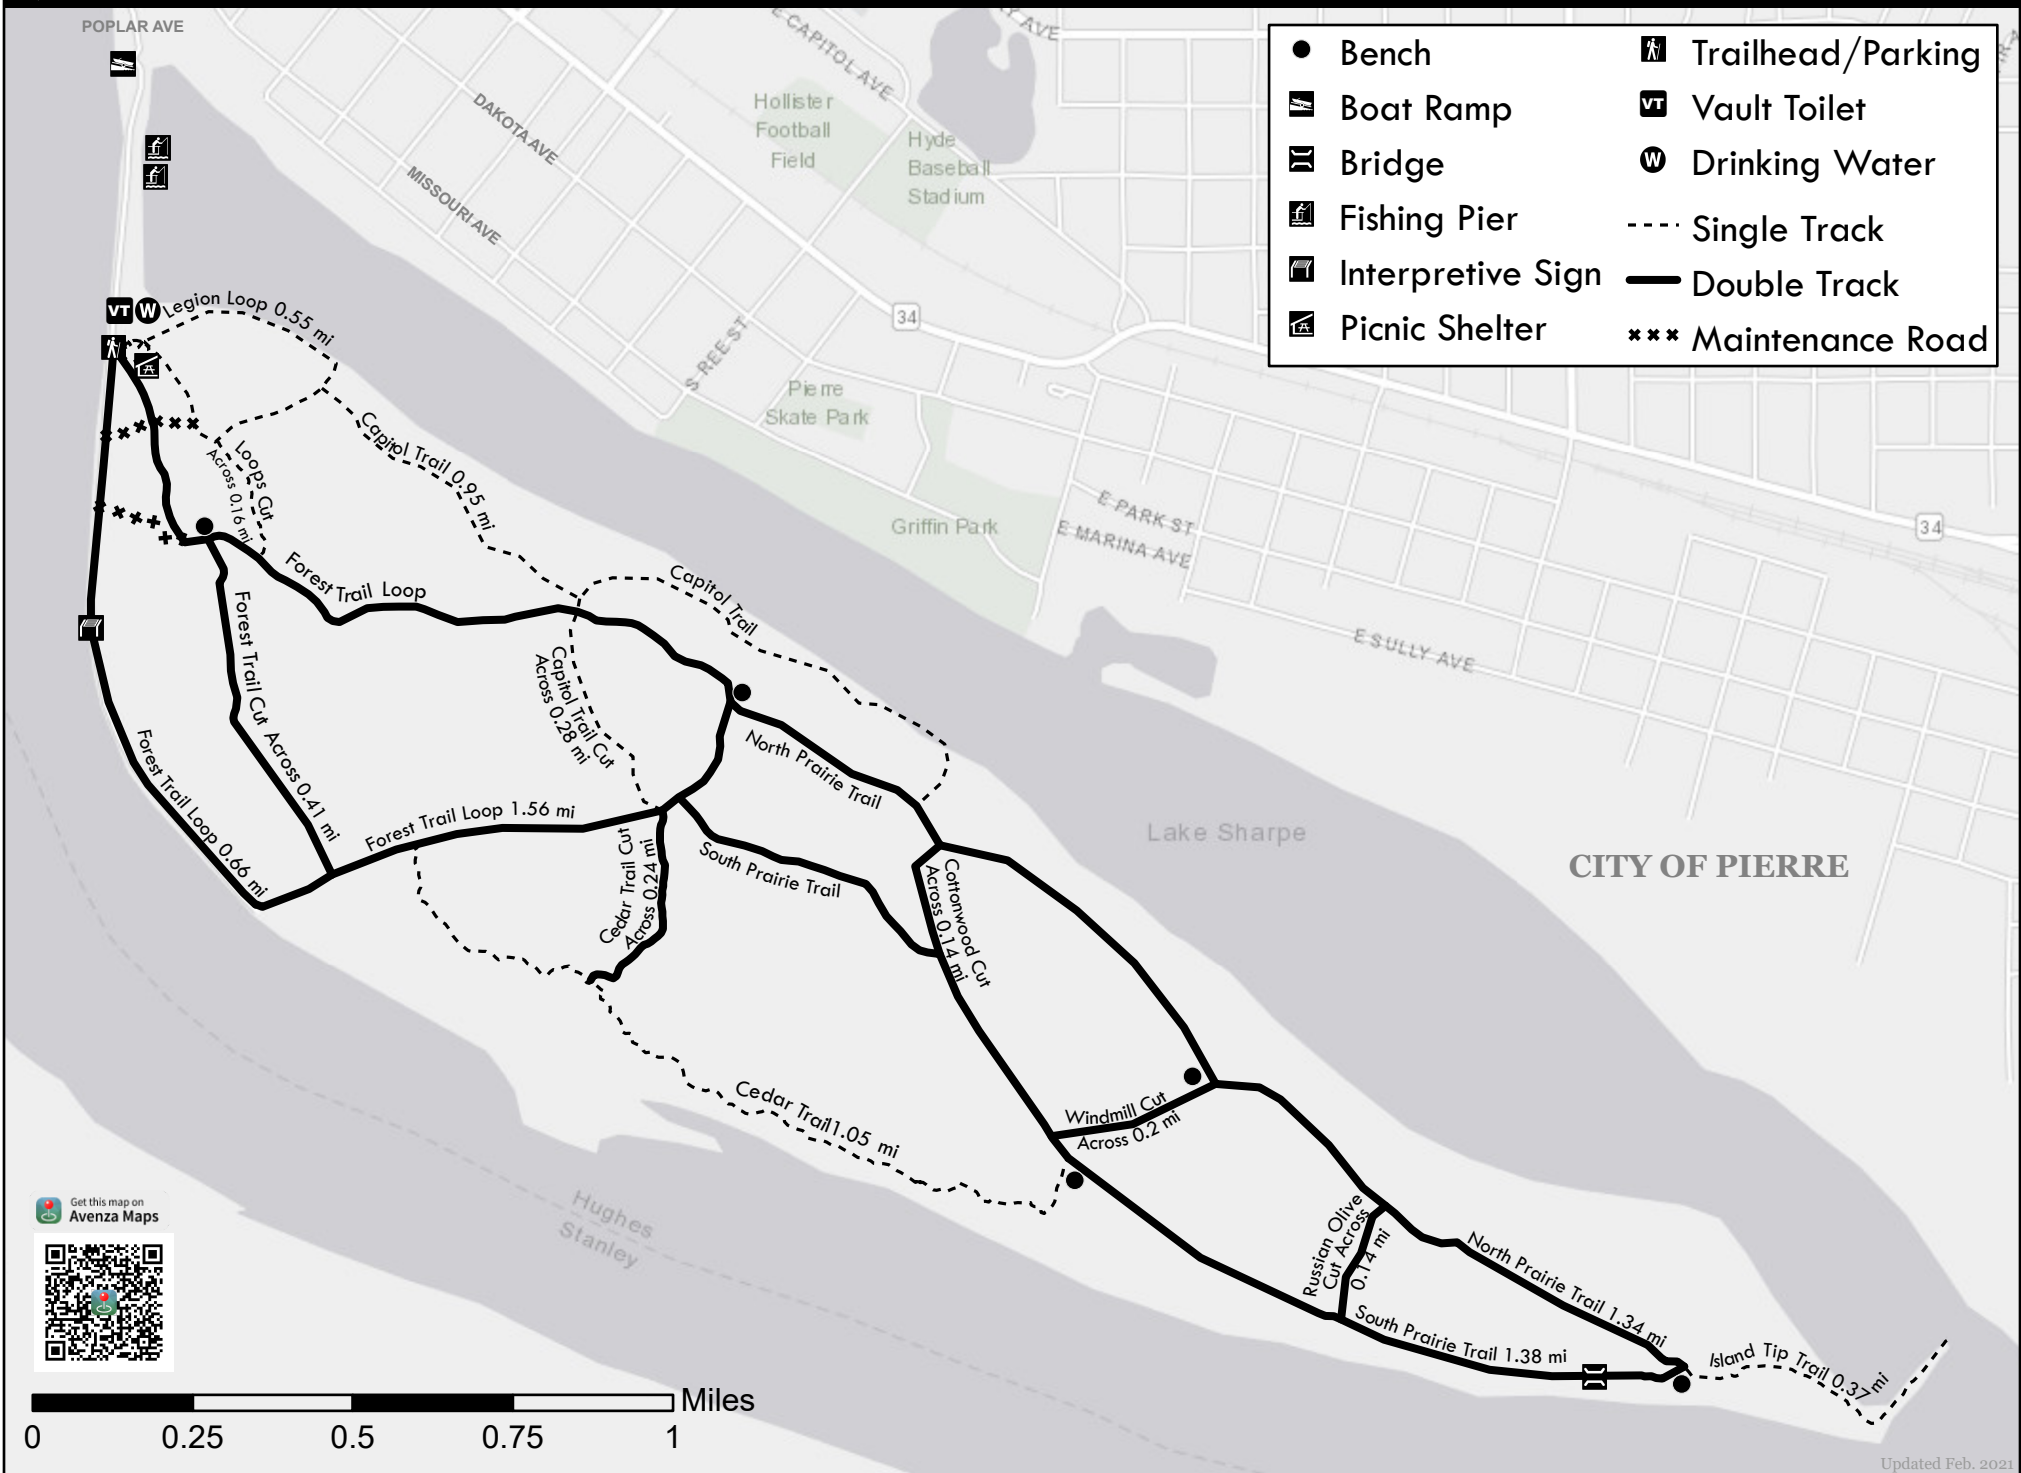 POPLAR AVE
E CAPITOL AVE
Y AVE
DAKOTA AVE
MISSOURI AVE
Hollister
Football
Field
Hyde
Baseball
Stadium
34
S REE ST
Pierre
Skate Park
Griffin Park
E PARK ST
E MARINA AVE
E SULLY AVE
34
Lake Sharpe
CITY OF PIERRE
Bench
Boat Ramp
Bridge
Fishing Pier
Interpretive Sign
Picnic Shelter
Trailhead/Parking
VT Vault Toilet
W Drinking Water
Single Track
Double Track
Maintenance Road
VT W
Legion Loop 0.55 mi
Capitol Trail 0.95 mi
Loops Cut
Across 0.16 mi
Forest Trail Loop
Capitol Trail
Forest Trail Cut Across 0.41 mi
Capitol Trail Cut
Across 0.28 mi
North Prairie Trail
Forest Trail Loop 0.66 mi
Forest Trail Loop 1.56 mi
Cedar Trail Cut
Across 0.24 mi
South Prairie Trail
Cottonwood Cut
Across 0.14 mi
Cedar Trail 1.05 mi
Windmill Cut
Across 0.2 mi
Russian Olive
Cut Across
0.14 mi
North Prairie Trail 1.34 mi
South Prairie Trail 1.38 mi
Island Tip Trail 0.37 mi
Hughes
Stanley
Get this map on
Avenza Maps
Miles
0 0.25 0.5 0.75 1
Updated Feb. 2021